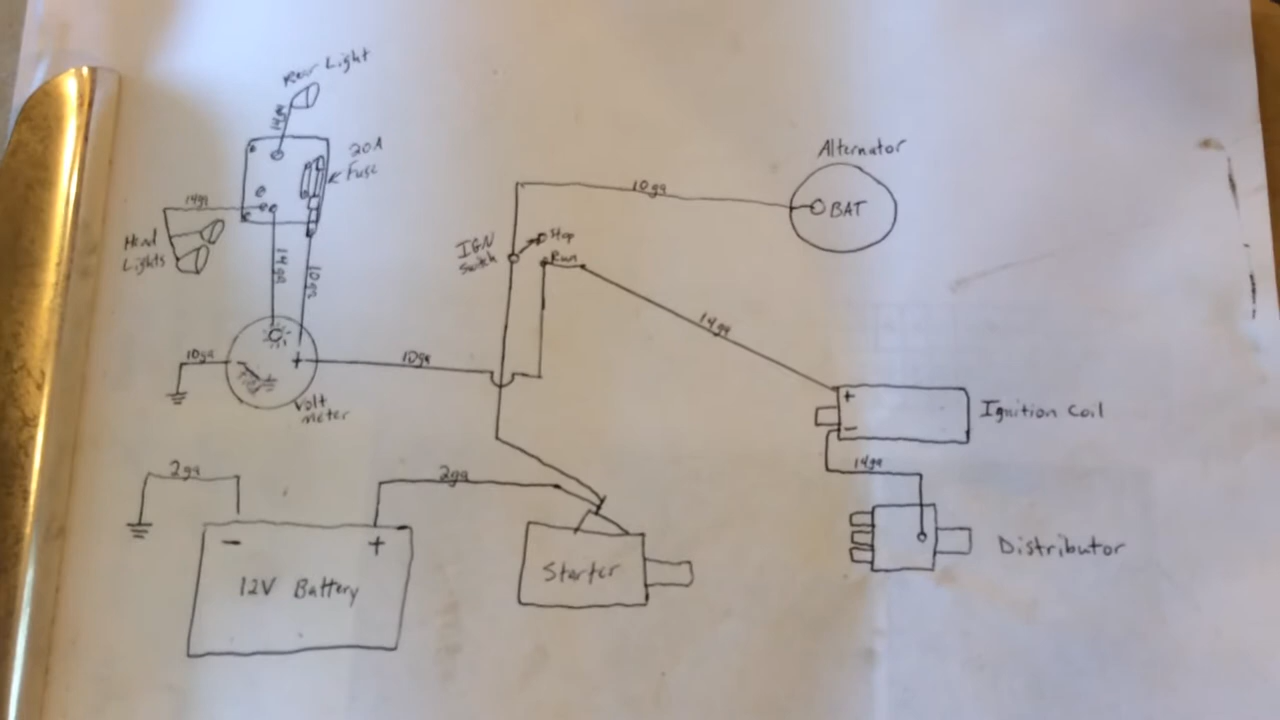 Rear Light
14ga
20A
Fuse
14ga
Head
Lights
14ga
10ga
10ga
10ga
+
Volt
meter
Alternator
10ga
BAT
IGN
Switch
Stop
Run
14ga
+
-
Ignition Coil
14ga
Distributor
2ga
2ga
- +
12V Battery
Starter